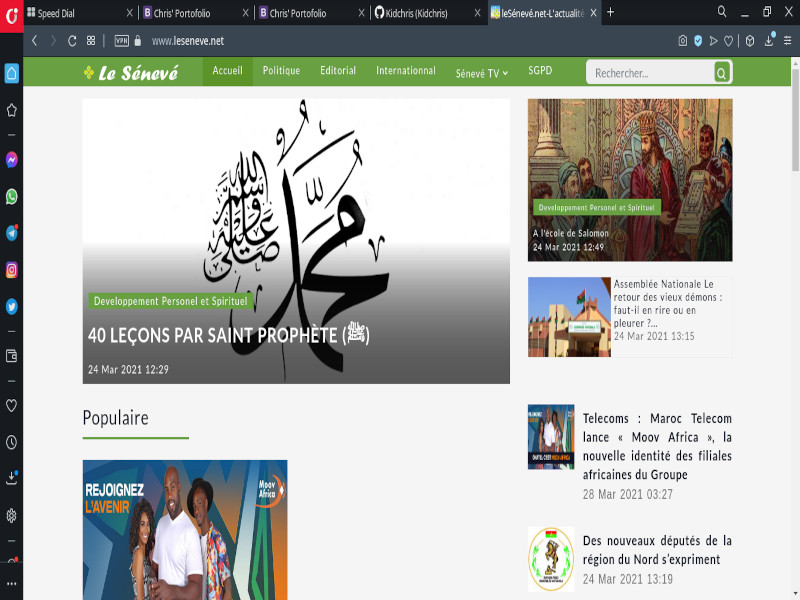 Speed Dial
Chris' Portofolio
Chris' Portofolio
Kidchris (Kidchris)
leSénevé.net-L'actualité
VPN
www.leseneve.net
Le Sénevé
Accueil
Politique
Editorial
Internationnal
Sénevé TV
SGPD
Rechercher...
Developpement Personel et Spirituel
40 LEÇONS PAR SAINT PROPHÈTE (ﷺ)
24 Mar 2021 12:29
Developpement Personel et Spirituel
A l'école de Salomon
24 Mar 2021 12:49
Assemblée Nationale Le
retour des vieux démons :
faut-il en rire ou en
pleurer ?...
24 Mar 2021 13:15
Populaire
REJOIGNEZ
L'AVENIR
Moov
Africa
Telecoms : Maroc Telecom
lance « Moov Africa », la
nouvelle identité des filiales
africaines du Groupe
28 Mar 2021 03:27
Des nouveaux députés de la
région du Nord s'expriment
24 Mar 2021 13:19